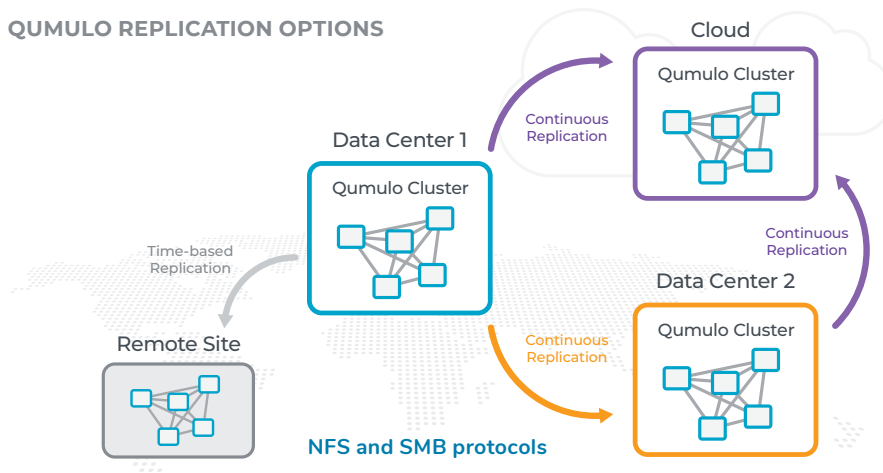 QUMULO REPLICATION OPTIONS
Cloud
Qumulo Cluster
Continuous
Replication
Data Center 1
Qumulo Cluster
Time-based
Replication
Continuous
Replication
Data Center 2
Qumulo Cluster
Remote Site
Continuous
Replication
NFS and SMB protocols